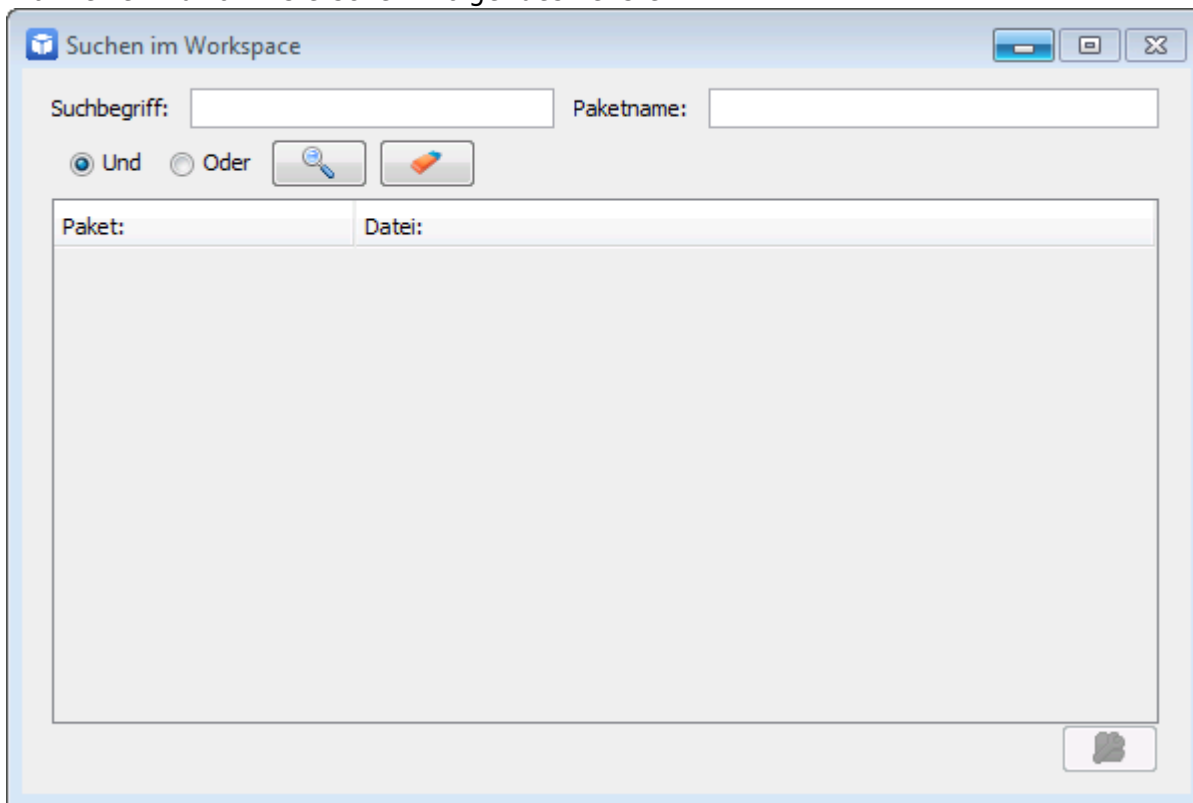 Suchen im Workspace
Suchbegriff: Paketname:
Und Oder
Paket: Datei: